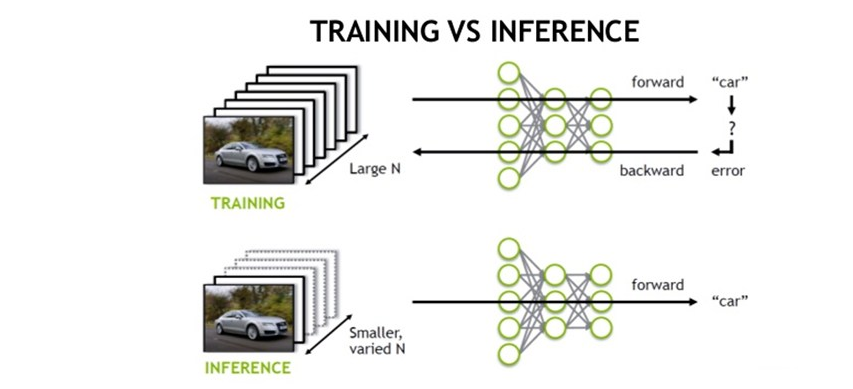 TRAINING VS INFERENCE
forward
“car”
?
Large N
backward
error
TRAINING
forward
“car”
Smaller,
varied N
INFERENCE